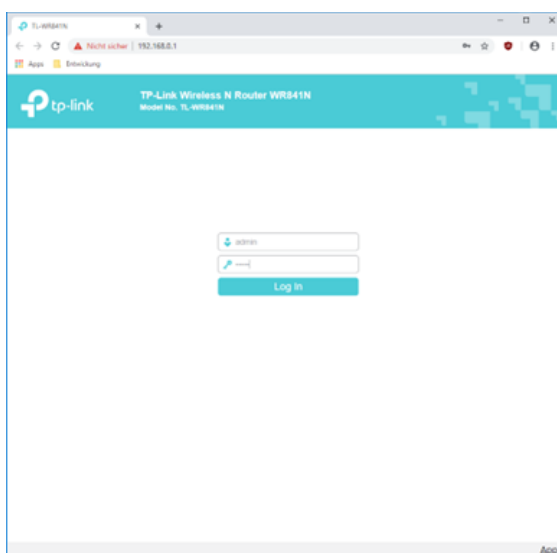 TL-WR841N
Nicht sicher | 192.168.0.1
Apps Entwicklung
tp-link
TP-Link Wireless N Router WR841N
Model No. TL-WR841N
admin
Log In
App